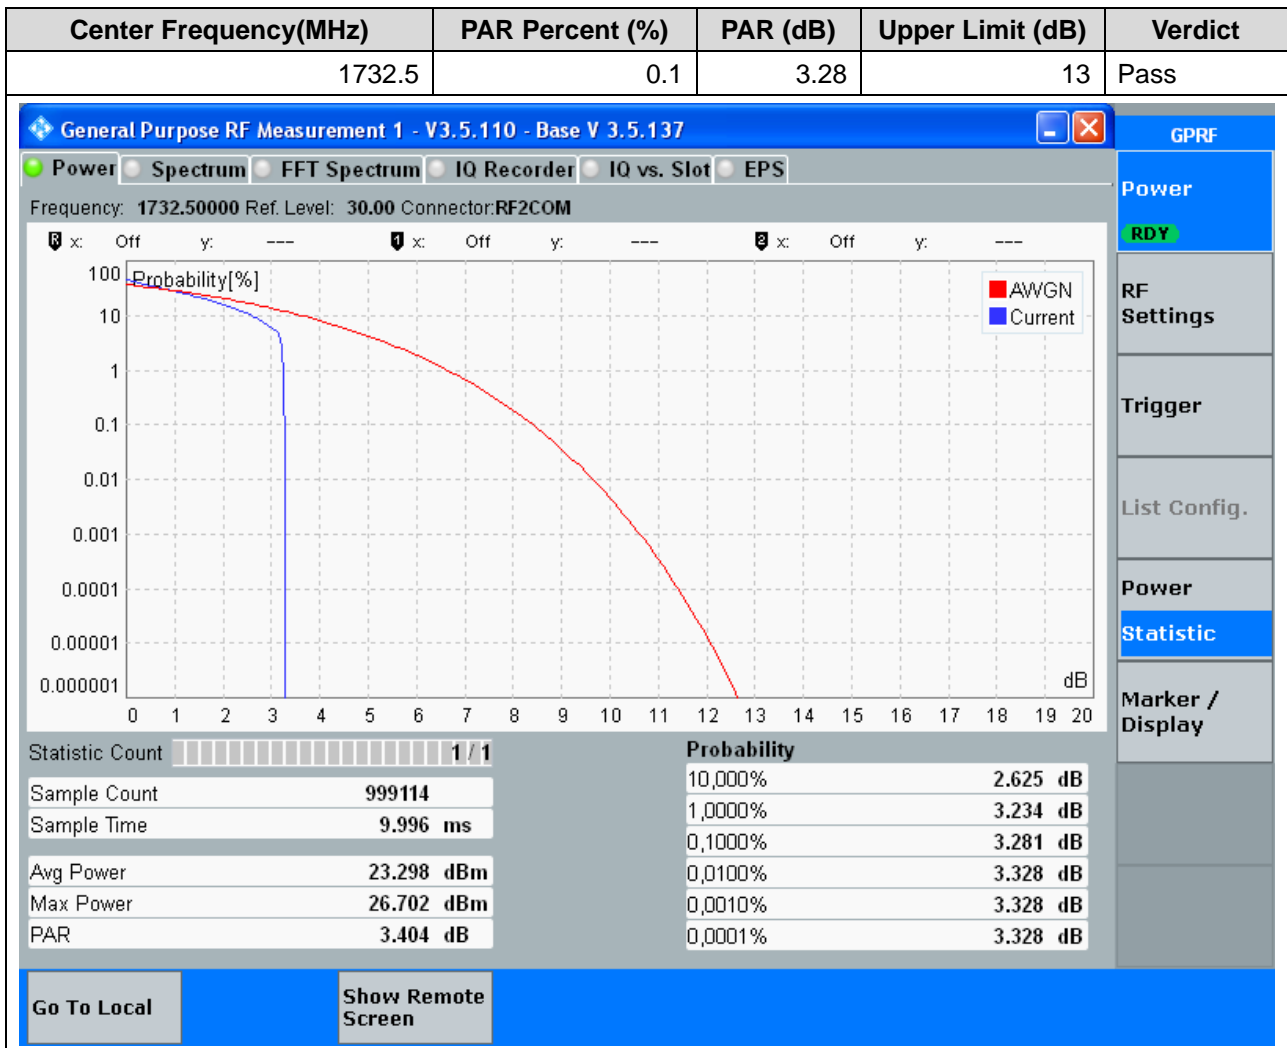 Center Frequency(MHz) PAR Percent (%) PAR (dB) Upper Limit (dB) Verdict
1732.5 0.1 3.28 13 Pass
General Purpose RF Measurement 1 - V3.5.110 - Base V 3.5.137
GPRF
Power Spectrum FFT Spectrum IQ Recorder IQ vs. Slot EPS
Power
RDY
Frequency: 1732.50000 Ref. Level: 30.00 Connector:RF2COM
R x: Off y: --- 1 x: Off y: --- 2 x: Off y: ---
Probability[%]
AWGN
Current
100
10
1
0.1
0.01
0.001
0.0001
0.00001
0.000001
dB
0 1 2 3 4 5 6 7 8 9 10 11 12 13 14 15 16 17 18 19 20
RF
Settings
Trigger
List Config.
Power
Statistic
Marker /
Display
Statistic Count 1 / 1
Sample Count 999114
Sample Time 9.996 ms
Avg Power 23.298 dBm
Max Power 26.702 dBm
PAR 3.404 dB
Probability
10,000% 2.625 dB
1,0000% 3.234 dB
0,1000% 3.281 dB
0,0100% 3.328 dB
0,0010% 3.328 dB
0,0001% 3.328 dB
Go To Local
Show Remote
Screen